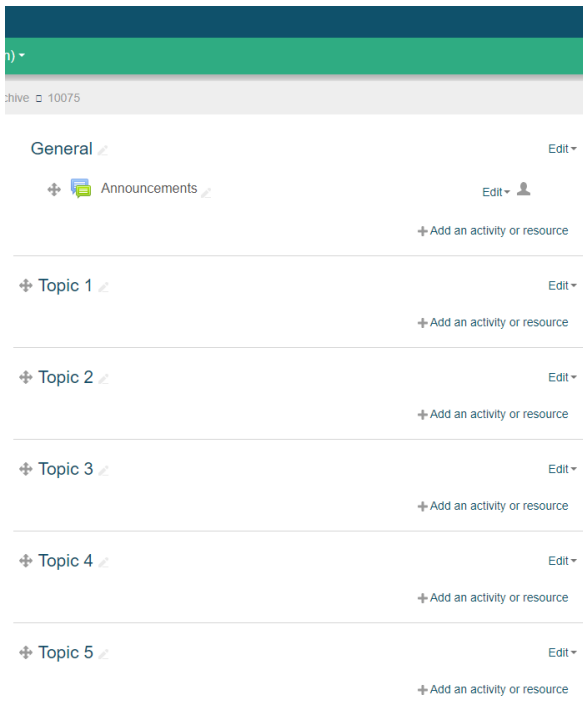 General Edit
Announcements Edit
Add an activity or resource
Topic 1 Edit
Add an activity or resource
Topic 2 Edit
Add an activity or resource
Topic 3 Edit
Add an activity or resource
Topic 4 Edit
Add an activity or resource
Topic 5 Edit
Add an activity or resource